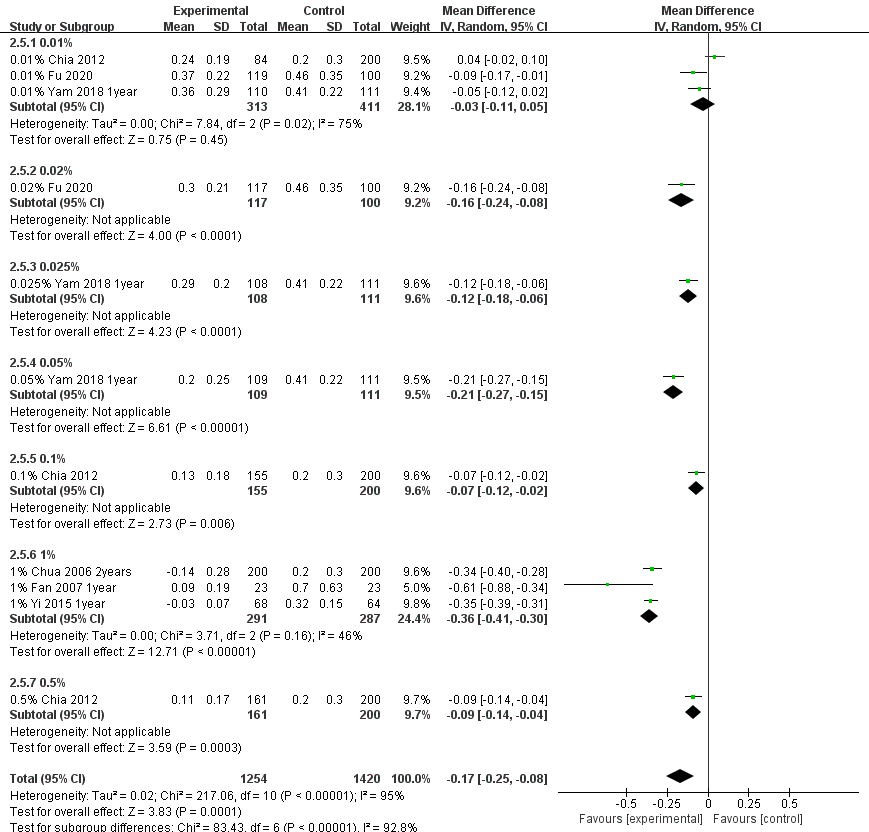 Experimental Control Mean Difference Mean Difference
Study or Subgroup Mean SD Total Mean SD Total Weight IV, Random, 95% CI IV, Random, 95% CI
2.5.1 0.01%
0.01% Chia 2012 0.24 0.19 84 0.2 0.3 200 9.5% 0.04 [-0.02, 0.10]
0.01% Fu 2020 0.37 0.22 119 0.46 0.35 100 9.2% -0.09 [-0.17, -0.01]
0.01% Yam 2018 1year 0.36 0.29 110 0.41 0.22 111 9.4% -0.05 [-0.12, 0.02]
Subtotal (95% CI) 313 411 28.1% -0.03 [-0.11, 0.05]
Heterogeneity: Tau² = 0.00; Chi² = 7.84, df = 2 (P = 0.02); I² = 75%
Test for overall effect: Z = 0.75 (P = 0.45)
2.5.2 0.02%
0.02% Fu 2020 0.3 0.21 117 0.46 0.35 100 9.2% -0.16 [-0.24, -0.08]
Subtotal (95% CI) 117 100 9.2% -0.16 [-0.24, -0.08]
Heterogeneity: Not applicable
Test for overall effect: Z = 4.00 (P < 0.0001)
2.5.3 0.025%
0.025% Yam 2018 1year 0.29 0.2 108 0.41 0.22 111 9.6% -0.12 [-0.18, -0.06]
Subtotal (95% CI) 108 111 9.6% -0.12 [-0.18, -0.06]
Heterogeneity: Not applicable
Test for overall effect: Z = 4.23 (P < 0.0001)
2.5.4 0.05%
0.05% Yam 2018 1year 0.2 0.25 109 0.41 0.22 111 9.5% -0.21 [-0.27, -0.15]
Subtotal (95% CI) 109 111 9.5% -0.21 [-0.27, -0.15]
Heterogeneity: Not applicable
Test for overall effect: Z = 6.61 (P < 0.00001)
2.5.5 0.1%
0.1% Chia 2012 0.13 0.18 155 0.2 0.3 200 9.6% -0.07 [-0.12, -0.02]
Subtotal (95% CI) 155 200 9.6% -0.07 [-0.12, -0.02]
Heterogeneity: Not applicable
Test for overall effect: Z = 2.73 (P = 0.006)
2.5.6 1%
1% Chua 2006 2years -0.14 0.28 200 0.2 0.3 200 9.6% -0.34 [-0.40, -0.28]
1% Fan 2007 1year 0.09 0.19 23 0.7 0.63 23 5.0% -0.61 [-0.88, -0.34]
1% Yi 2015 1year -0.03 0.07 68 0.32 0.15 64 9.8% -0.35 [-0.39, -0.31]
Subtotal (95% CI) 291 287 24.4% -0.36 [-0.41, -0.30]
Heterogeneity: Tau² = 0.00; Chi² = 3.71, df = 2 (P = 0.16); I² = 46%
Test for overall effect: Z = 12.71 (P < 0.00001)
2.5.7 0.5%
0.5% Chia 2012 0.11 0.17 161 0.2 0.3 200 9.7% -0.09 [-0.14, -0.04]
Subtotal (95% CI) 161 200 9.7% -0.09 [-0.14, -0.04]
Heterogeneity: Not applicable
Test for overall effect: Z = 3.59 (P = 0.0003)
Total (95% CI) 1254 1420 100.0% -0.17 [-0.25, -0.08]
Heterogeneity: Tau² = 0.02; Chi² = 217.06, df = 10 (P < 0.00001); I² = 95%
Test for overall effect: Z = 3.83 (P = 0.0001)
Test for subgroup differences: Chi² = 83.43, df = 6 (P < 0.00001), I² = 92.8%
-0.5 -0.25 0 0.25 0.5
Favours [experimental] Favours [control]